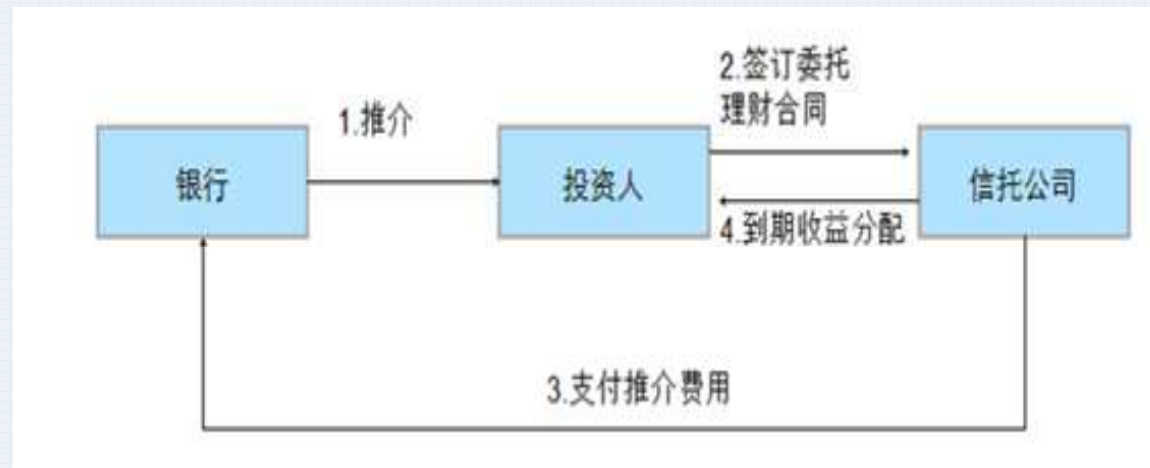 2.签订委托
理财合同
1.推介
银行
投资人
信托公司
4.到期收益分配
3.支付推介费用